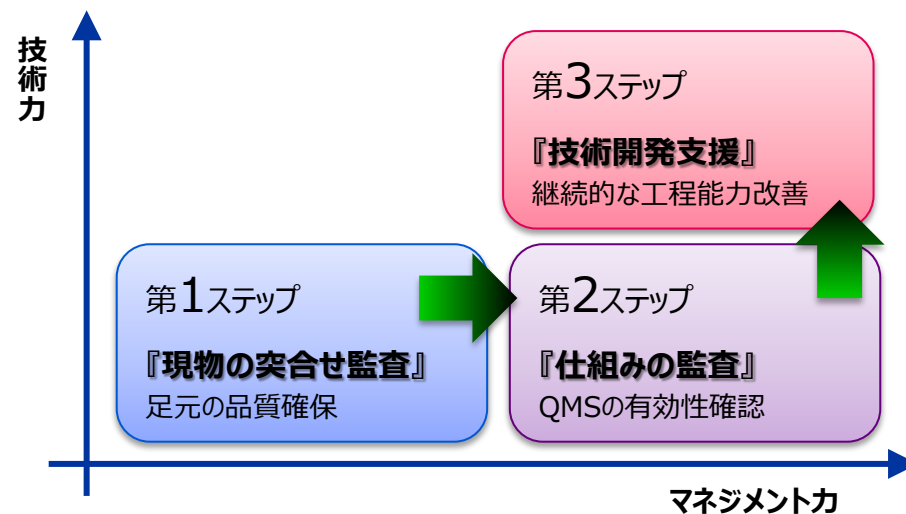 技術力
第3ステップ
『技術開発支援』
継続的な工程能力改善
第1ステップ
『現物の突合せ監査』
足元の品質確保
第2ステップ
『仕組みの監査』
QMSの有効性確認
マネジメント力